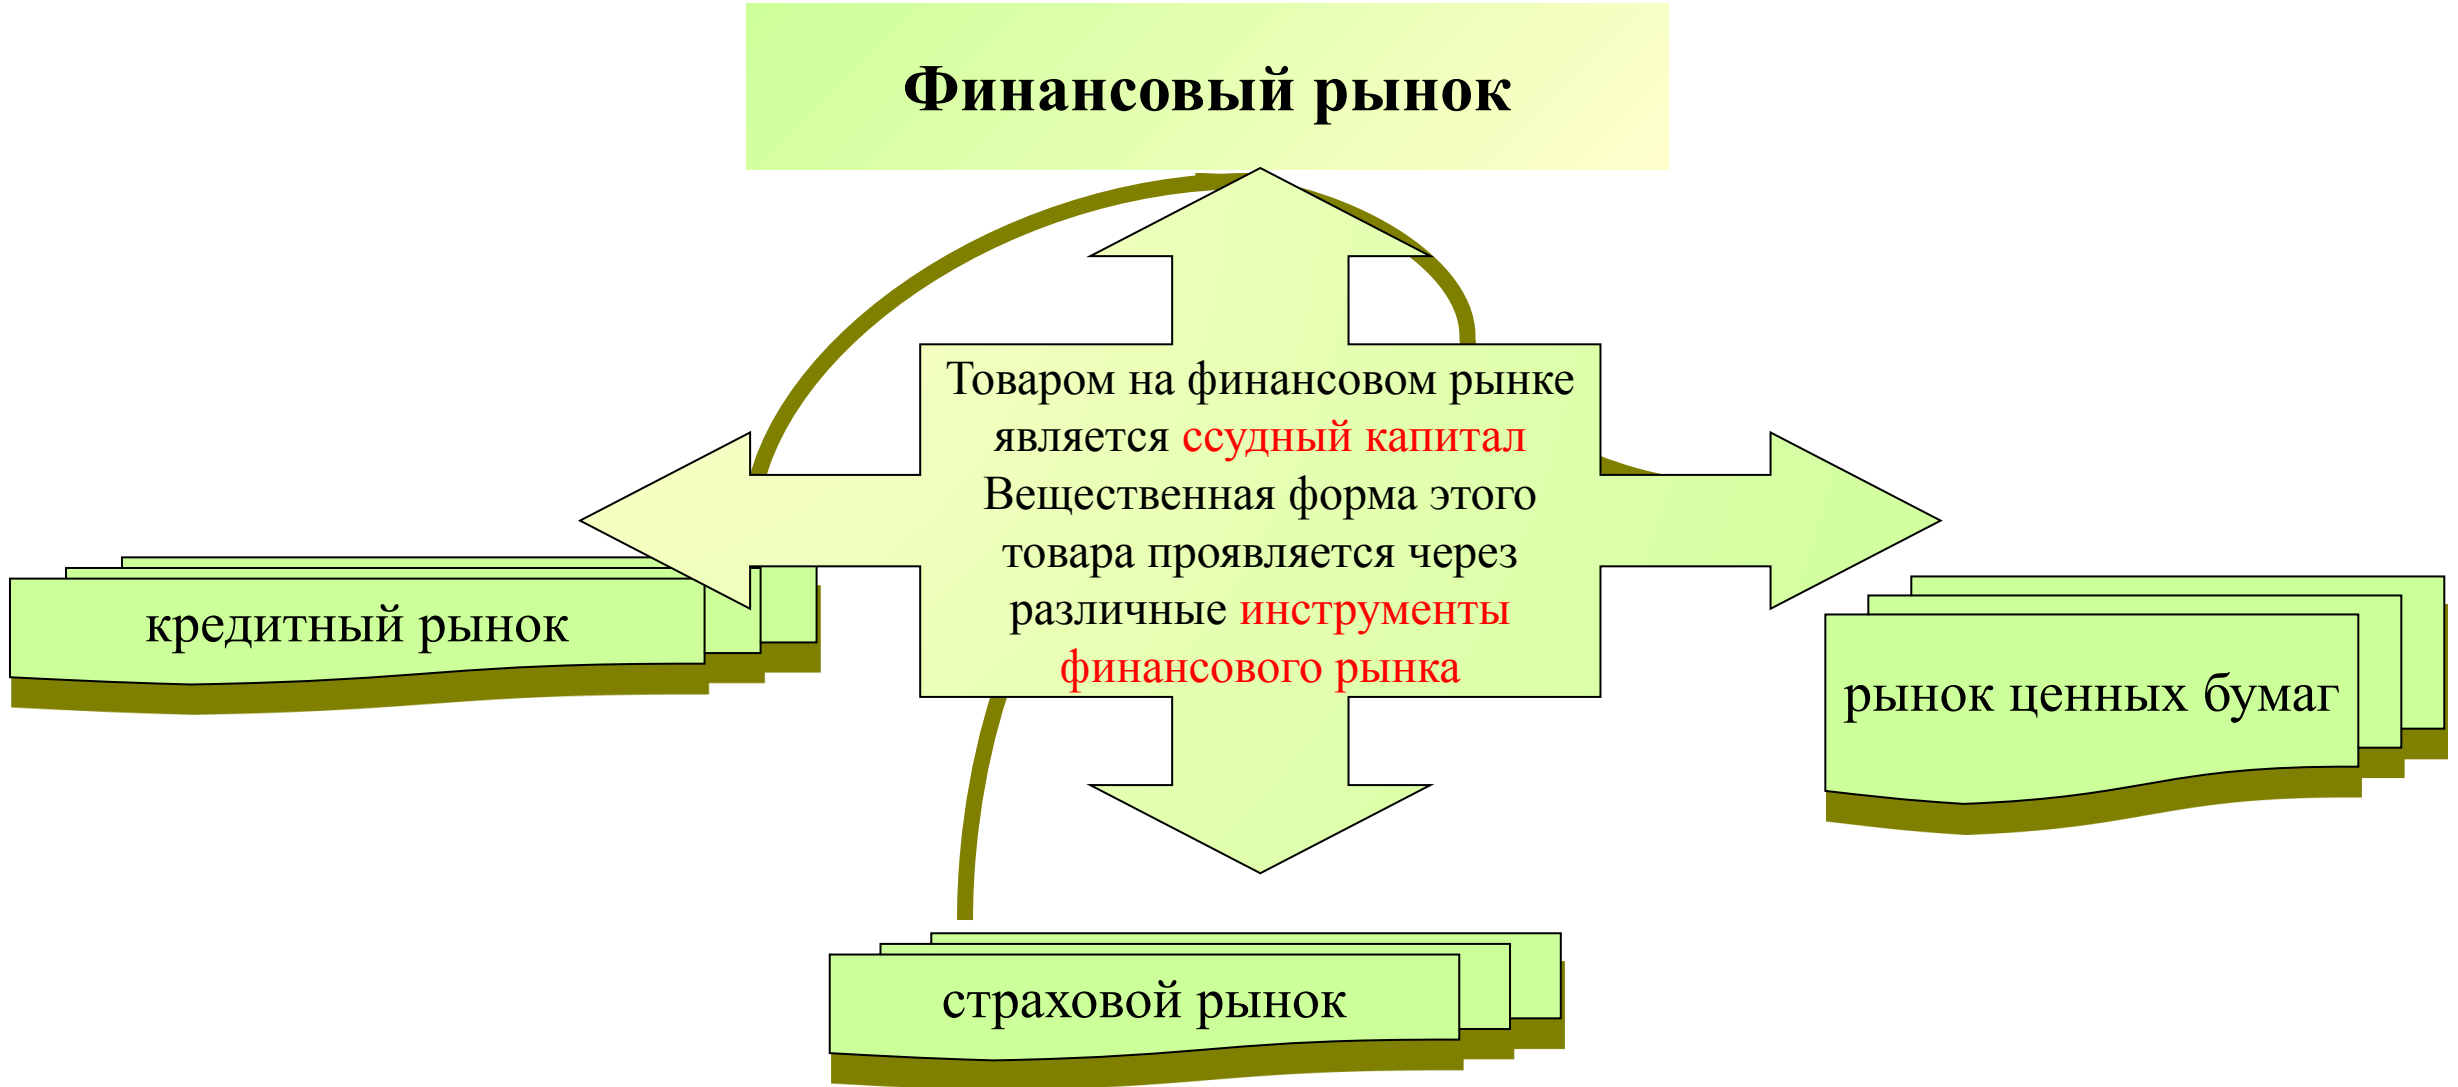 Финансовый рынок
Товаром на финансовом рынке
является ссудный капитал
Вещественная форма этого
товара проявляется через
различные инструменты
финансового рынка
кредитный рынок
рынок ценных бумаг
страховой рынок